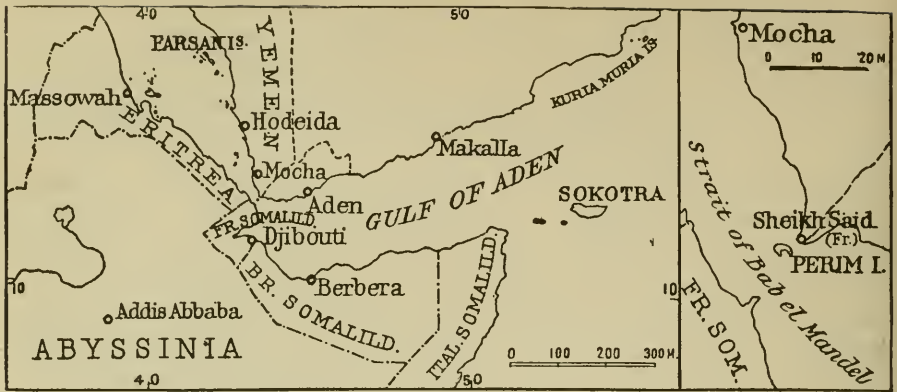 40
50
FARSAN IS.
YEMEN
Massowah
ERITREA
Hodeida
KURIA MURIA IS.
Makalla
Mocha
Aden
GULF OF ADEN
SOKOTRA
FR. SOMALILD.
Djibouti
10
Berbera
BR. SOMALILD.
ITAL. SOMALILD.
10
Addis Abbaba
ABYSSINIA
0 100 200 300 M.
40
50
Mocha
0 10 20 M
Strait of Bab el Mandel
Sheikh Said
(Fr.)
PERIM I.
FR. SOM.